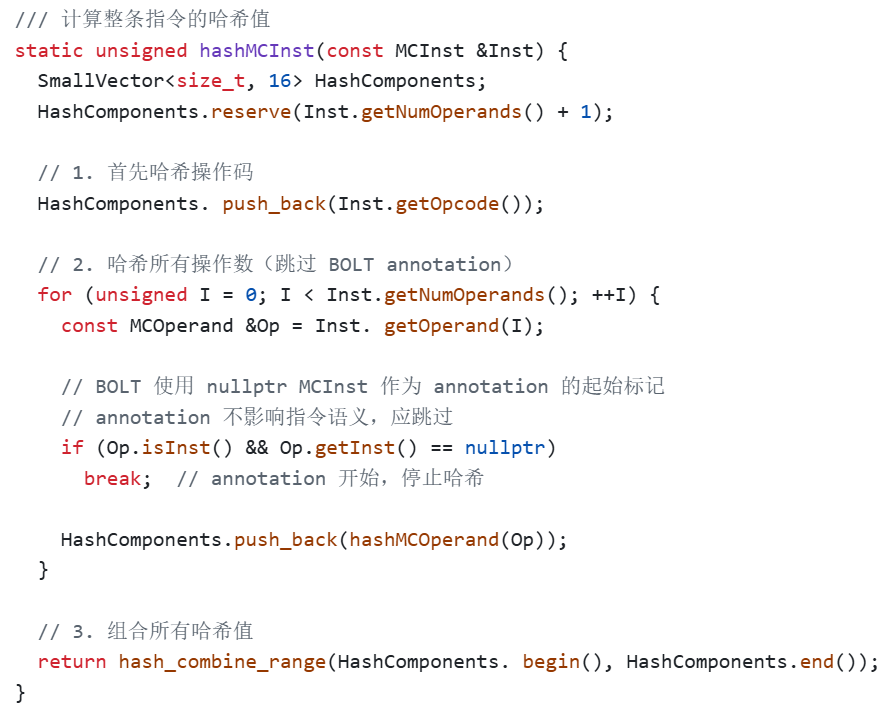 /// 计算整条指令的哈希值
static unsigned hashMCInst(const MCInst &Inst) {
  SmallVector<size_t, 16> HashComponents;
  HashComponents.reserve(Inst.getNumOperands() + 1);

  // 1. 首先哈希操作码
  HashComponents. push_back(Inst.getOpcode());

  // 2. 哈希所有操作数（跳过 BOLT annotation）
  for (unsigned I = 0; I < Inst.getNumOperands(); ++I) {
    const MCOperand &Op = Inst. getOperand(I);

    // BOLT 使用 nullptr MCInst 作为 annotation 的起始标记
    // annotation 不影响指令语义，应跳过
    if (Op.isInst() && Op.getInst() == nullptr)
      break;  // annotation 开始，停止哈希

    HashComponents.push_back(hashMCOperand(Op));
  }

  // 3. 组合所有哈希值
  return hash_combine_range(HashComponents. begin(), HashComponents.end());
}